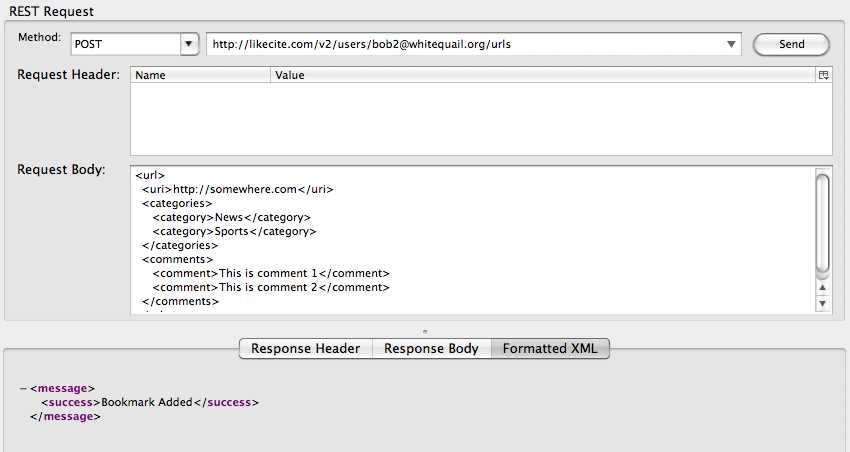 REST Request
Method: POST http://likecite.com/v2/users/bob2@whitequail.org/urls Send
Request Header: Name Value
Request Body:
<url>
<uri>http://somewhere.com</uri>
<categories>
<category>News</category>
<category>Sports</category>
</categories>
<comments>
<comment>This is comment 1</comment>
<comment>This is comment 2</comment>
</comments>
Response Header Response Body Formatted XML
− <message>
<success>Bookmark Added</success>
</message>